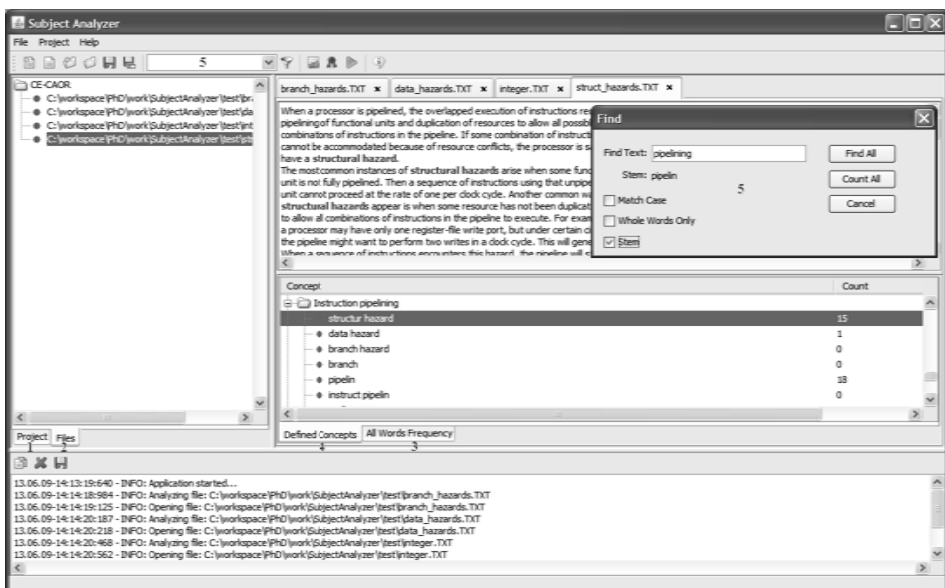 Subject Analyzer
File Project Help
5
CE-CAOR
C:\workspace\PhD\work\SubjectAnalyzer\test\br
C:\workspace\PhD\work\SubjectAnalyzer\test\da
C:\workspace\PhD\work\SubjectAnalyzer\test\int
C:\workspace\PhD\work\SubjectAnalyzer\test\str
Project Files
1 2
branch_hazards.TXT data_hazards.TXT integer.TXT struct_hazards.TXT
When a processor is pipelined, the overlapped execution of instructions re
pipelining of functional units and duplication of resources to allow all possib
combinatons of instructions in the pipeline. If some combination of instruct
cannot be accommodated because of resource conflicts, the processor is s
have a structural hazard.
The most common instances of structural hazards arise when some func
unit is not fully pipelined. Then a sequence of instructions using that unpipe
unit cannot proceed at the rate of one per clock cycle. Another common wa
structural hazards appear is when some resource has not been duplicat
to allow all combinations of instructions in the pipeline to execute. For exam
a processor may have only one register-file write port, but under certain ci
the pipeline might want to perform two writes in a clock cycle. This will gene
When a sequence of instructions encounters this hazard, the pipeline will s
Find
Find Text: pipelining
Find All
Stem: pipelin
Count All
5
Match Case
Cancel
Whole Words Only
Stem
Concept Count
Instruction pipelining
structur hazard 15
data hazard 1
branch hazard 0
branch 0
pipelin 18
instruct pipelin 0
Defined Concepts All Words Frequency
4 3
13.06.09-14:13:19:640 - INFO: Application started...
13.06.09-14:14:18:984 - INFO: Analyzing file: C:\workspace\PhD\work\SubjectAnalyzer\test\branch_hazards.TXT
13.06.09-14:14:19:125 - INFO: Opening file: C:\workspace\PhD\work\SubjectAnalyzer\test\branch_hazards.TXT
13.06.09-14:14:20:187 - INFO: Analyzing file: C:\workspace\PhD\work\SubjectAnalyzer\test\data_hazards.TXT
13.06.09-14:14:20:218 - INFO: Opening file: C:\workspace\PhD\work\SubjectAnalyzer\test\data_hazards.TXT
13.06.09-14:14:20:468 - INFO: Analyzing file: C:\workspace\PhD\work\SubjectAnalyzer\test\integer.TXT
13.06.09-14:14:20:562 - INFO: Opening file: C:\workspace\PhD\work\SubjectAnalyzer\test\integer.TXT